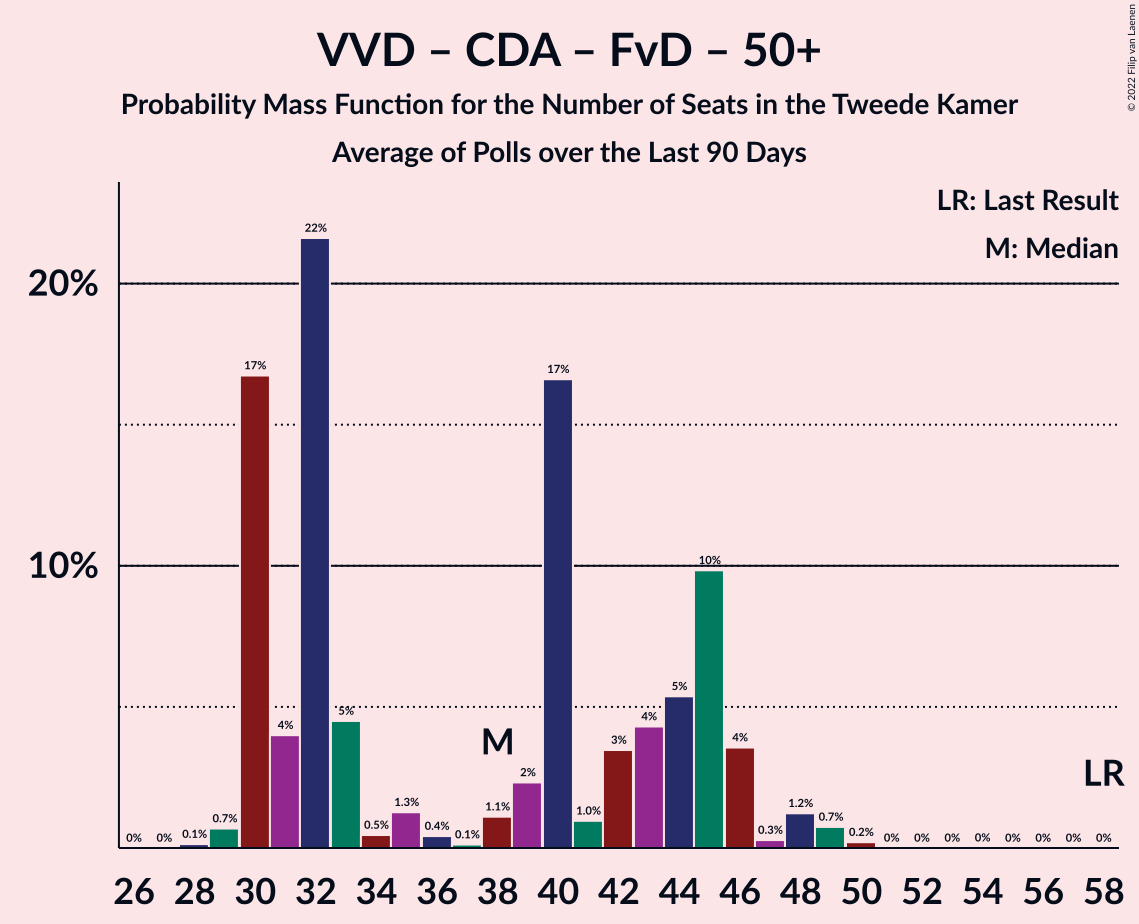 VVD – CDA – FvD – 50+
Probability Mass Function for the Number of Seats in the Tweede Kamer
Average of Polls over the Last 90 Days
© 2022 Filip van Laenen
LR: Last Result
M: Median
20%
10%
0% 0% 0.1% 0.7% 17% 4% 22% 5% 0.5% 1.3% 0.4% 0.1% 1.1% 2% 17% 1.0% 3% 4% 5% 10% 4% 0.3% 1.2% 0.7% 0.2% 0% 0% 0% 0% 0% 0% 0% 0%
M
LR
26 28 30 32 34 36 38 40 42 44 46 48 50 52 54 56 58